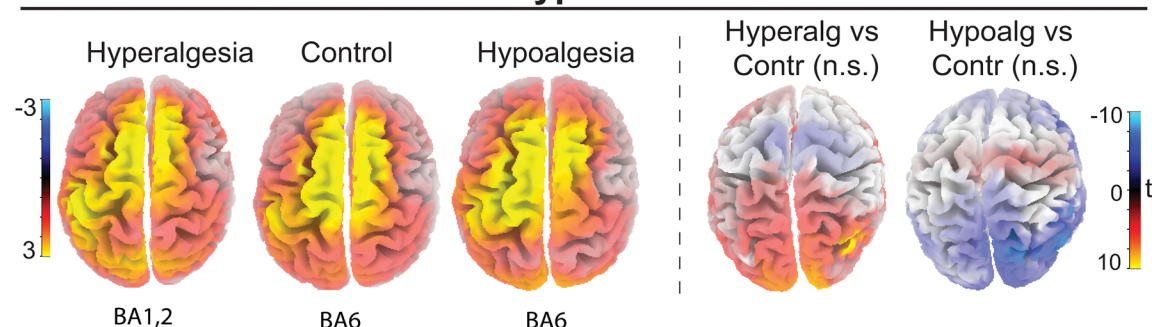 Hyperalgesia
Control
Hypoalgesia
Hyperalg vs
Contr (n.s.)
Hypoalg vs
Contr (n.s.)
-3
3
-10
0
t
10
BA1,2
BA6
BA6